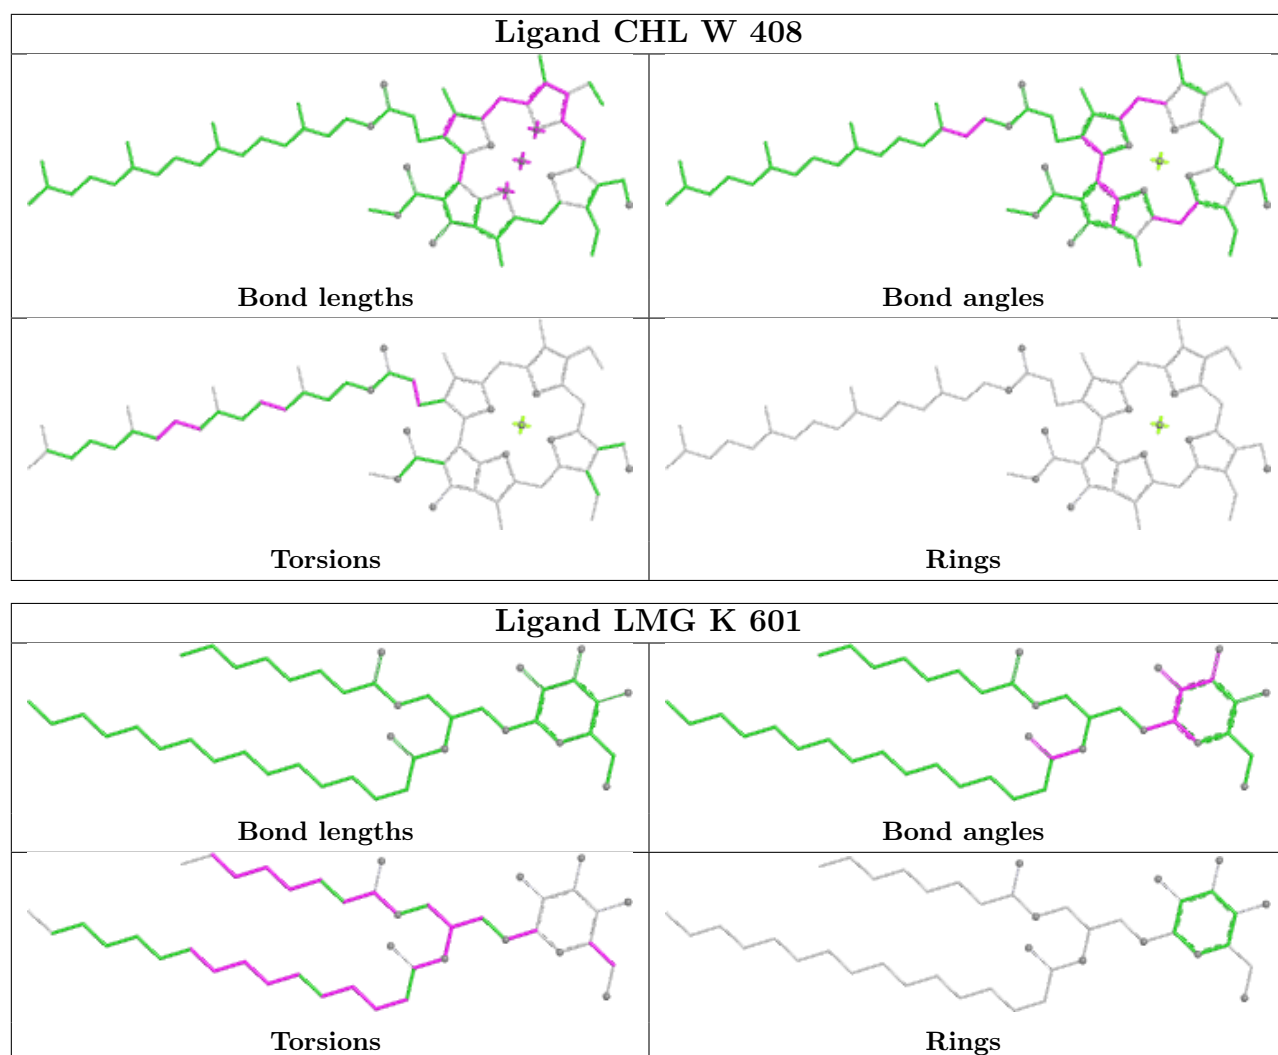 Ligand CHL W 408
Bond lengths
Bond angles
Torsions
Rings
Ligand LMG K 601
Bond lengths
Bond angles
Torsions
Rings